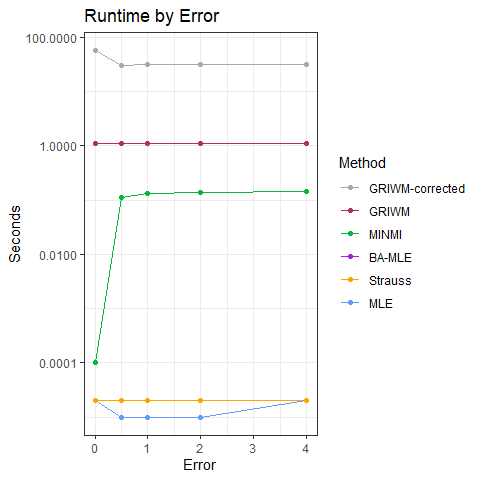 Runtime by Error
100.0000
1.0000
0.0100
0.0001
Seconds
0
1
2
3
4
Error
Method
GRIWM-corrected
GRIWM
MINMI
BA-MLE
Strauss
MLE